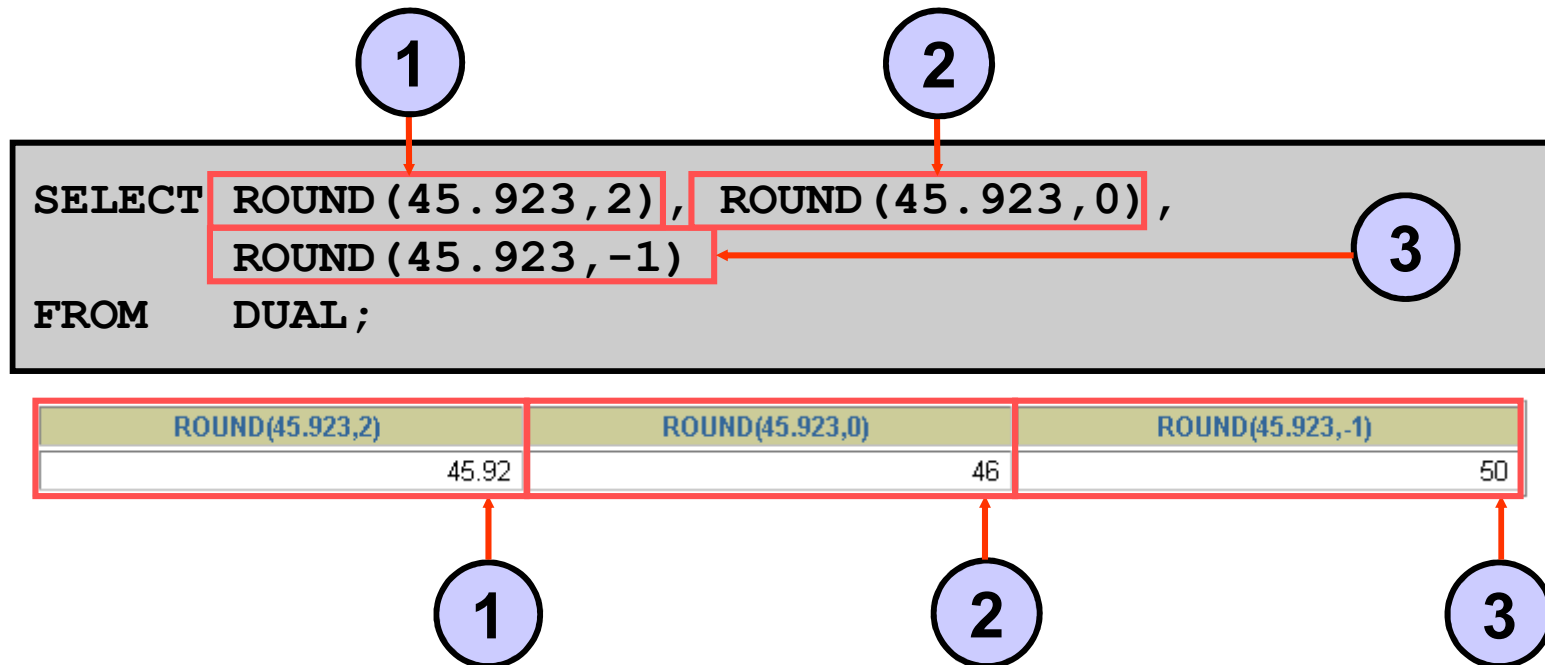 1 2
SELECT ROUND(45.923,2), ROUND(45.923,0),
ROUND(45.923,-1) 3
FROM DUAL;
ROUND(45.923,2) ROUND(45.923,0) ROUND(45.923,-1)
45.92 46 50
1 2 3